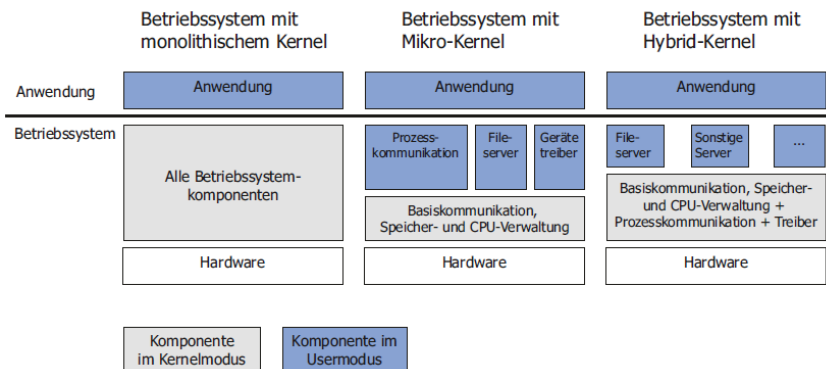 Betriebssystem mit
monolithischem Kernel
Betriebssystem mit
Mikro-Kernel
Betriebssystem mit
Hybrid-Kernel
Anwendung
Anwendung
Anwendung
Anwendung
Betriebssystem
Alle Betriebssystem-
komponenten
Prozess-
kommunikation
File-
server
Geräte
treiber
Basiskommunikation,
Speicher- und CPU-Verwaltung
File-
server
Sonstige
Server
...
Basiskommunikation, Speicher-
und CPU-Verwaltung +
Prozesskommunikation + Treiber
Hardware
Hardware
Hardware
Komponente
im Kernelmodus
Komponente im
Usermodus